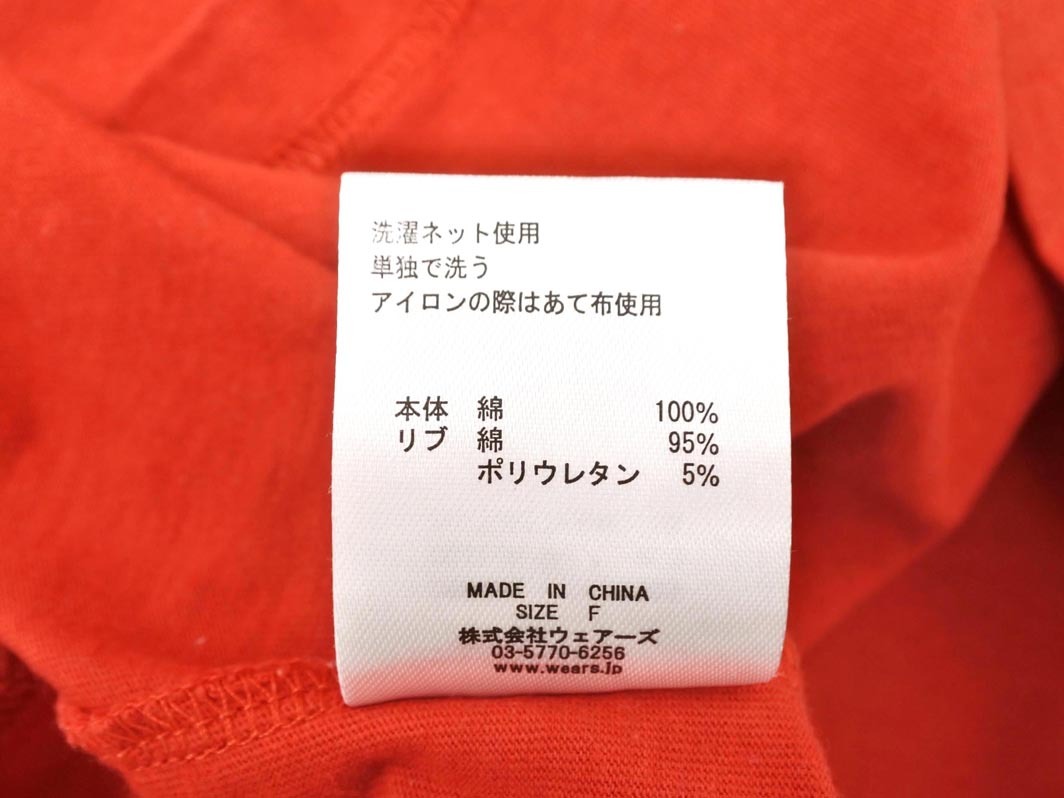 洗濯ネット使用
単独で洗う
アイロンの際はあて布使用
本体 綿 100%
リブ 綿 95%
ポリウレタン 5%
MADE IN CHINA
SIZE F
株式会社ウェアーズ
03-5770-6256
www.wears.jp